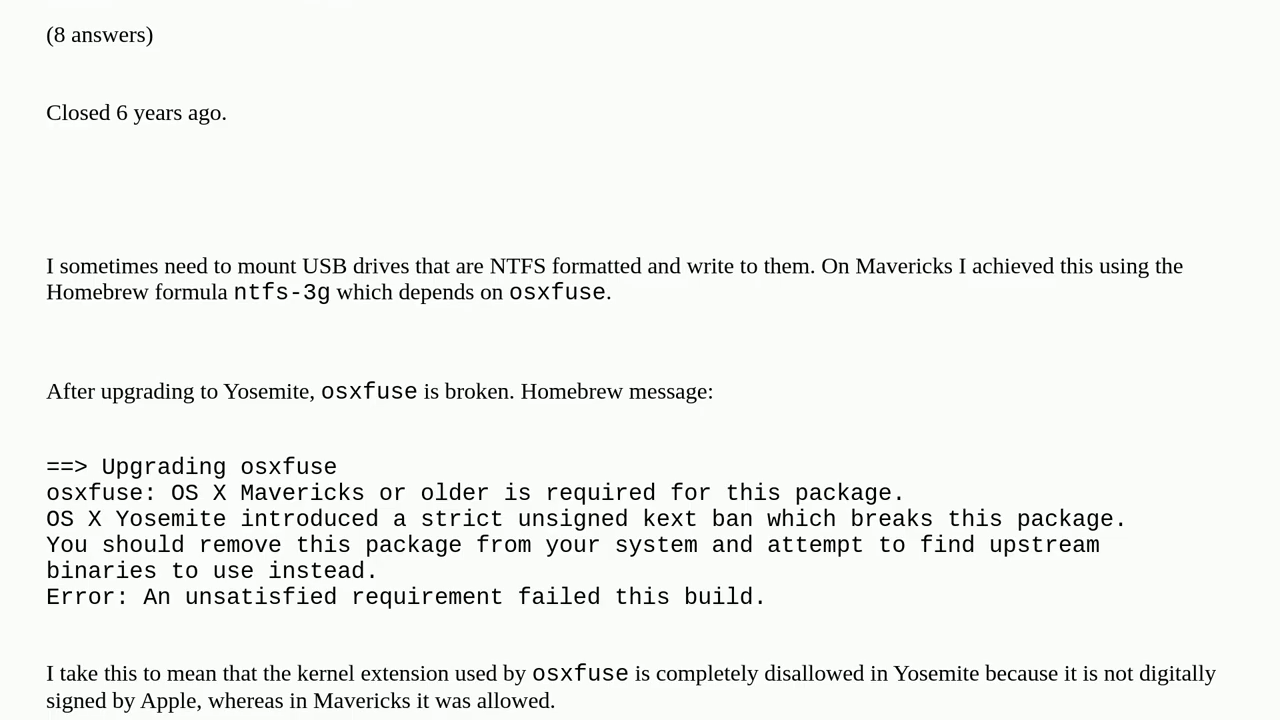 (8 answers)
Closed 6 years ago.
I sometimes need to mount USB drives that are NTFS formatted and write to them. On Mavericks I achieved this using the
Homebrew formula ntfs-3g which depends on osxfuse.
After upgrading to Yosemite, osxfuse is broken. Homebrew message:
==> Upgrading osxfuse
osxfuse: OS X Mavericks or older is required for this package.
OS X Yosemite introduced a strict unsigned kext ban which breaks this package.
You should remove this package from your system and attempt to find upstream
binaries to use instead.
Error: An unsatisfied requirement failed this build.
I take this to mean that the kernel extension used by osxfuse is completely disallowed in Yosemite because it is not digitally
signed by Apple, whereas in Mavericks it was allowed.